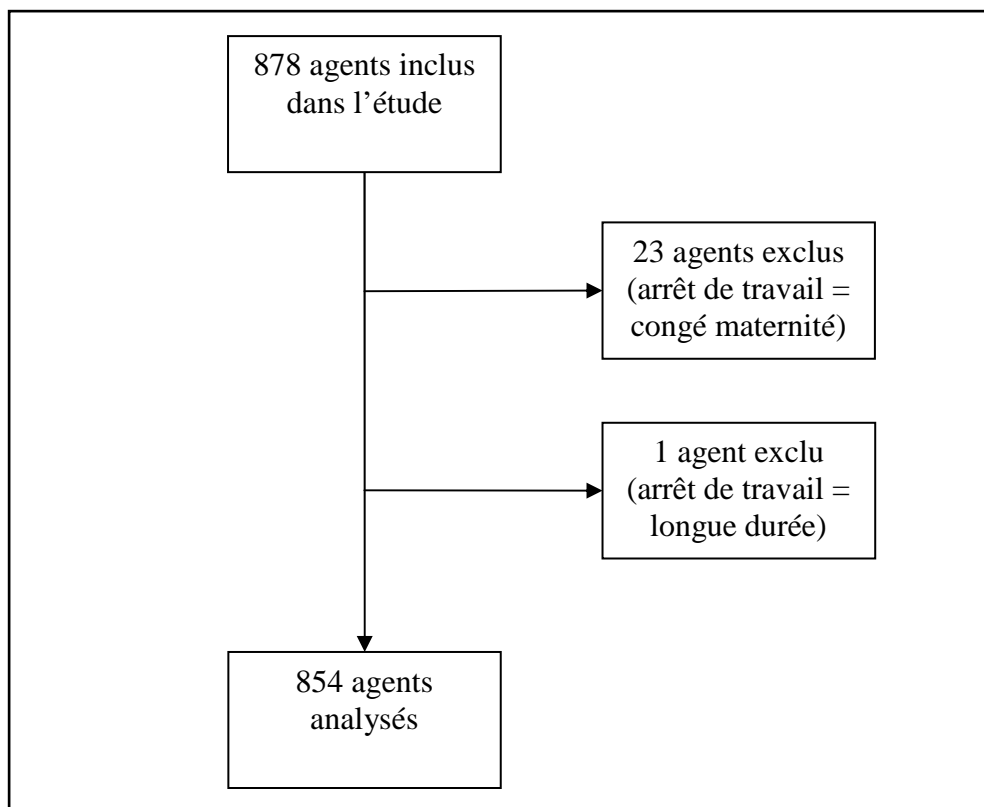 878 agents inclus
dans l’étude
23 agents exclus
(arrêt de travail =
congé maternité)
1 agent exclu
(arrêt de travail =
longue durée)
854 agents
analysés